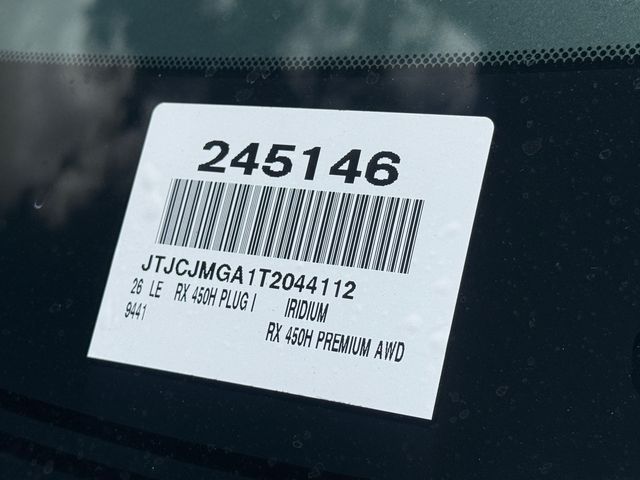 245146
JTJCJMGA1T2044112
26 LE RX 450H PLUG I IRIDIUM
9441 RX 450H PREMIUM AWD